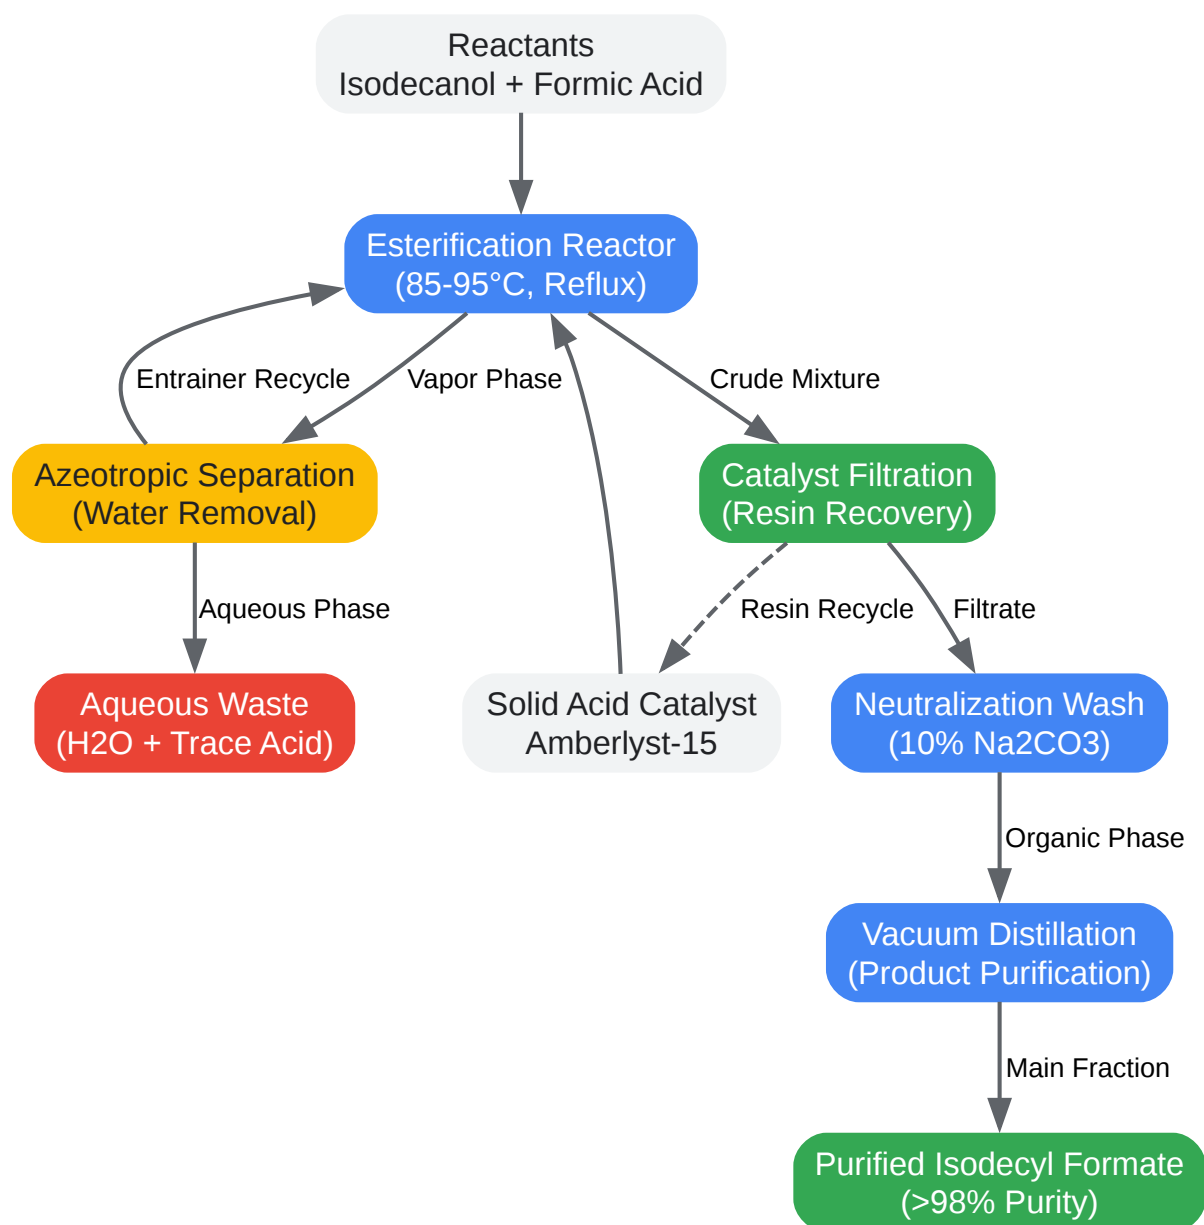 Reactants
Isodecanol + Formic Acid
Esterification Reactor
(85-95°C, Reflux)
Entrainer Recycle
Vapor Phase
Crude Mixture
Azeotropic Separation
(Water Removal)
Catalyst Filtration
(Resin Recovery)
Aqueous Phase
Resin Recycle
Filtrate
Aqueous Waste
(H2O + Trace Acid)
Solid Acid Catalyst
Amberlyst-15
Neutralization Wash
(10% Na2CO3)
Organic Phase
Vacuum Distillation
(Product Purification)
Main Fraction
Purified Isodecyl Formate
(>98% Purity)